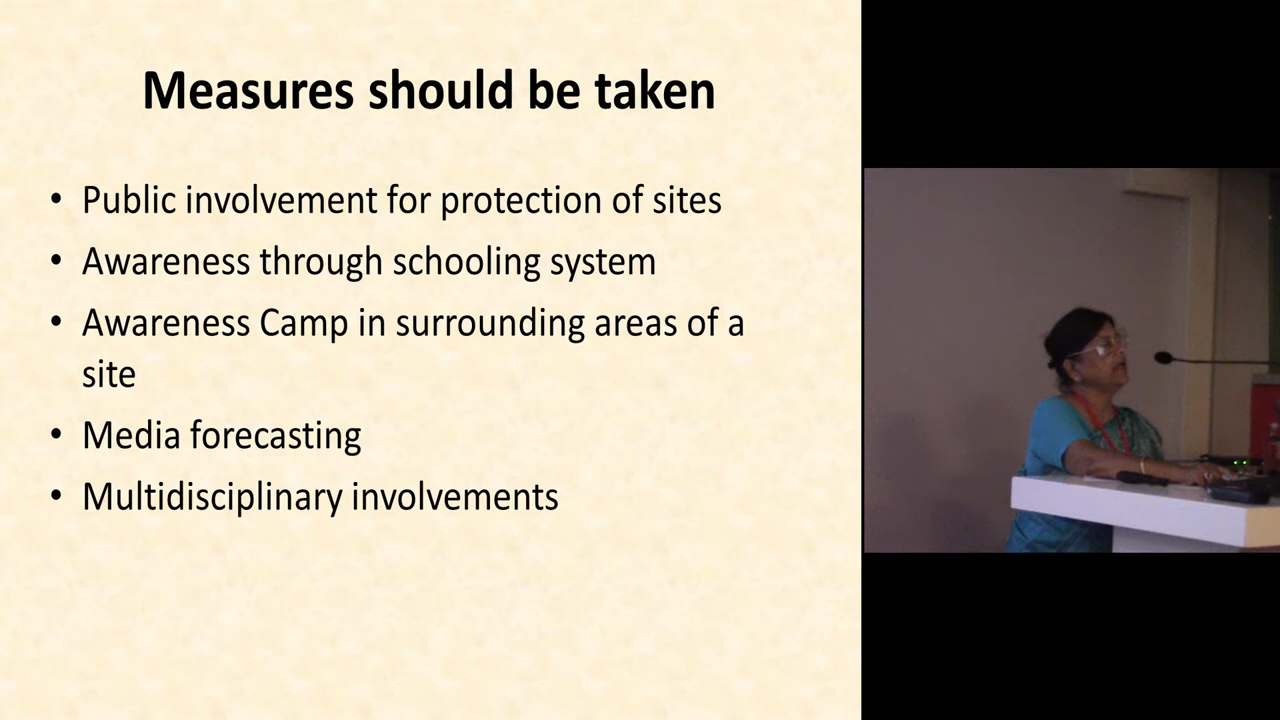 Measures should be taken
• Public involvement for protection of sites
• Awareness through schooling system
• Awareness Camp in surrounding areas of a
site
• Media forecasting
• Multidisciplinary involvements